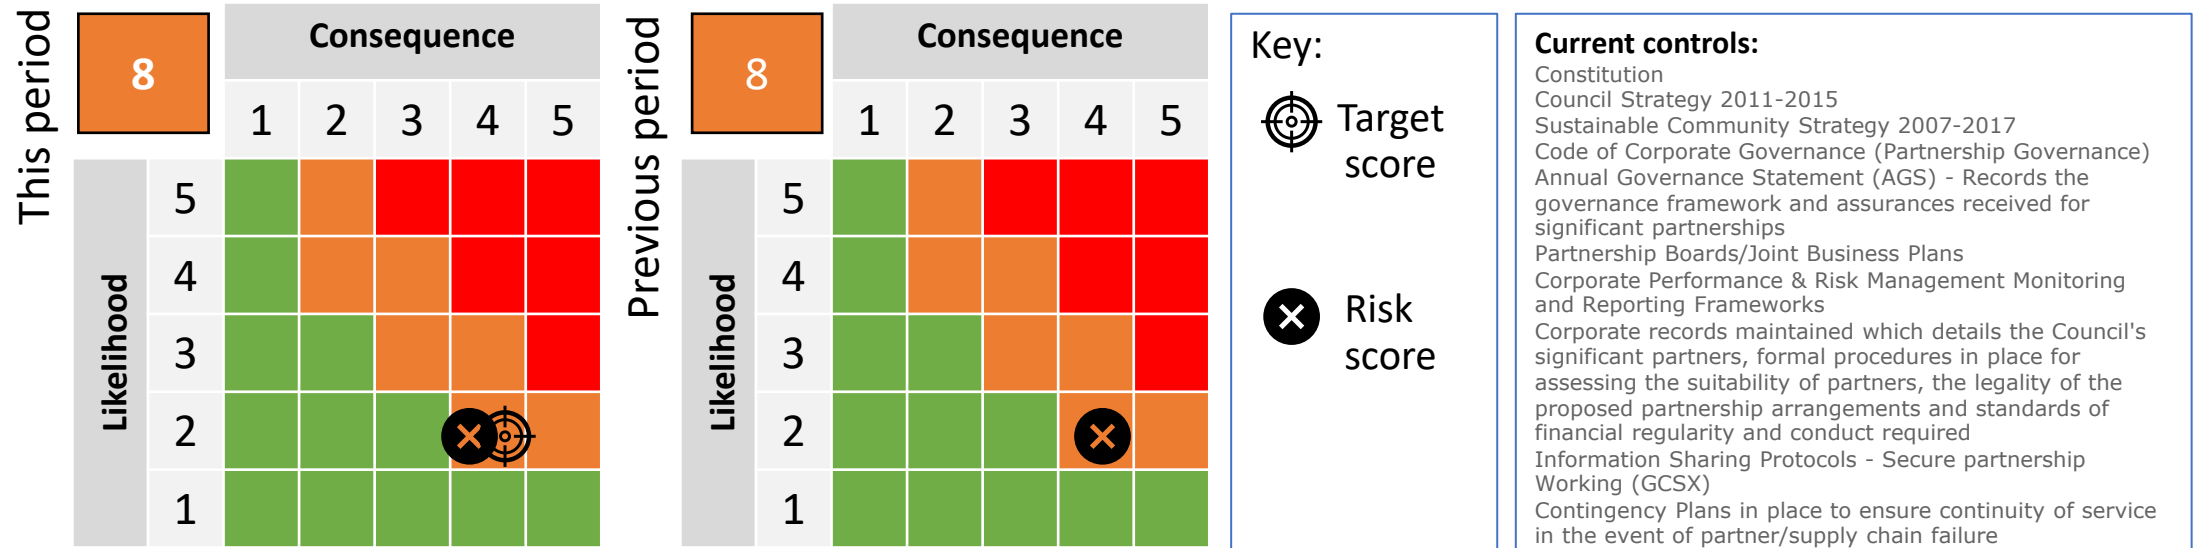 This period
8
Consequence
1 2 3 4 5
Likelihood
5
4
3
2
1
Previous period
8
Consequence
1 2 3 4 5
Likelihood
5
4
3
2
1
Key:
Target
score
Risk
score
Current controls:
Constitution
Council Strategy 2011-2015
Sustainable Community Strategy 2007-2017
Code of Corporate Governance (Partnership Governance)
Annual Governance Statement (AGS) - Records the
governance framework and assurances received for
significant partnerships
Partnership Boards/Joint Business Plans
Corporate Performance & Risk Management Monitoring
and Reporting Frameworks
Corporate records maintained which details the Council's
significant partners, formal procedures in place for
assessing the suitability of partners, the legality of the
proposed partnership arrangements and standards of
financial regularity and conduct required
Information Sharing Protocols - Secure partnership
Working (GCSX)
Contingency Plans in place to ensure continuity of service
in the event of partner/supply chain failure